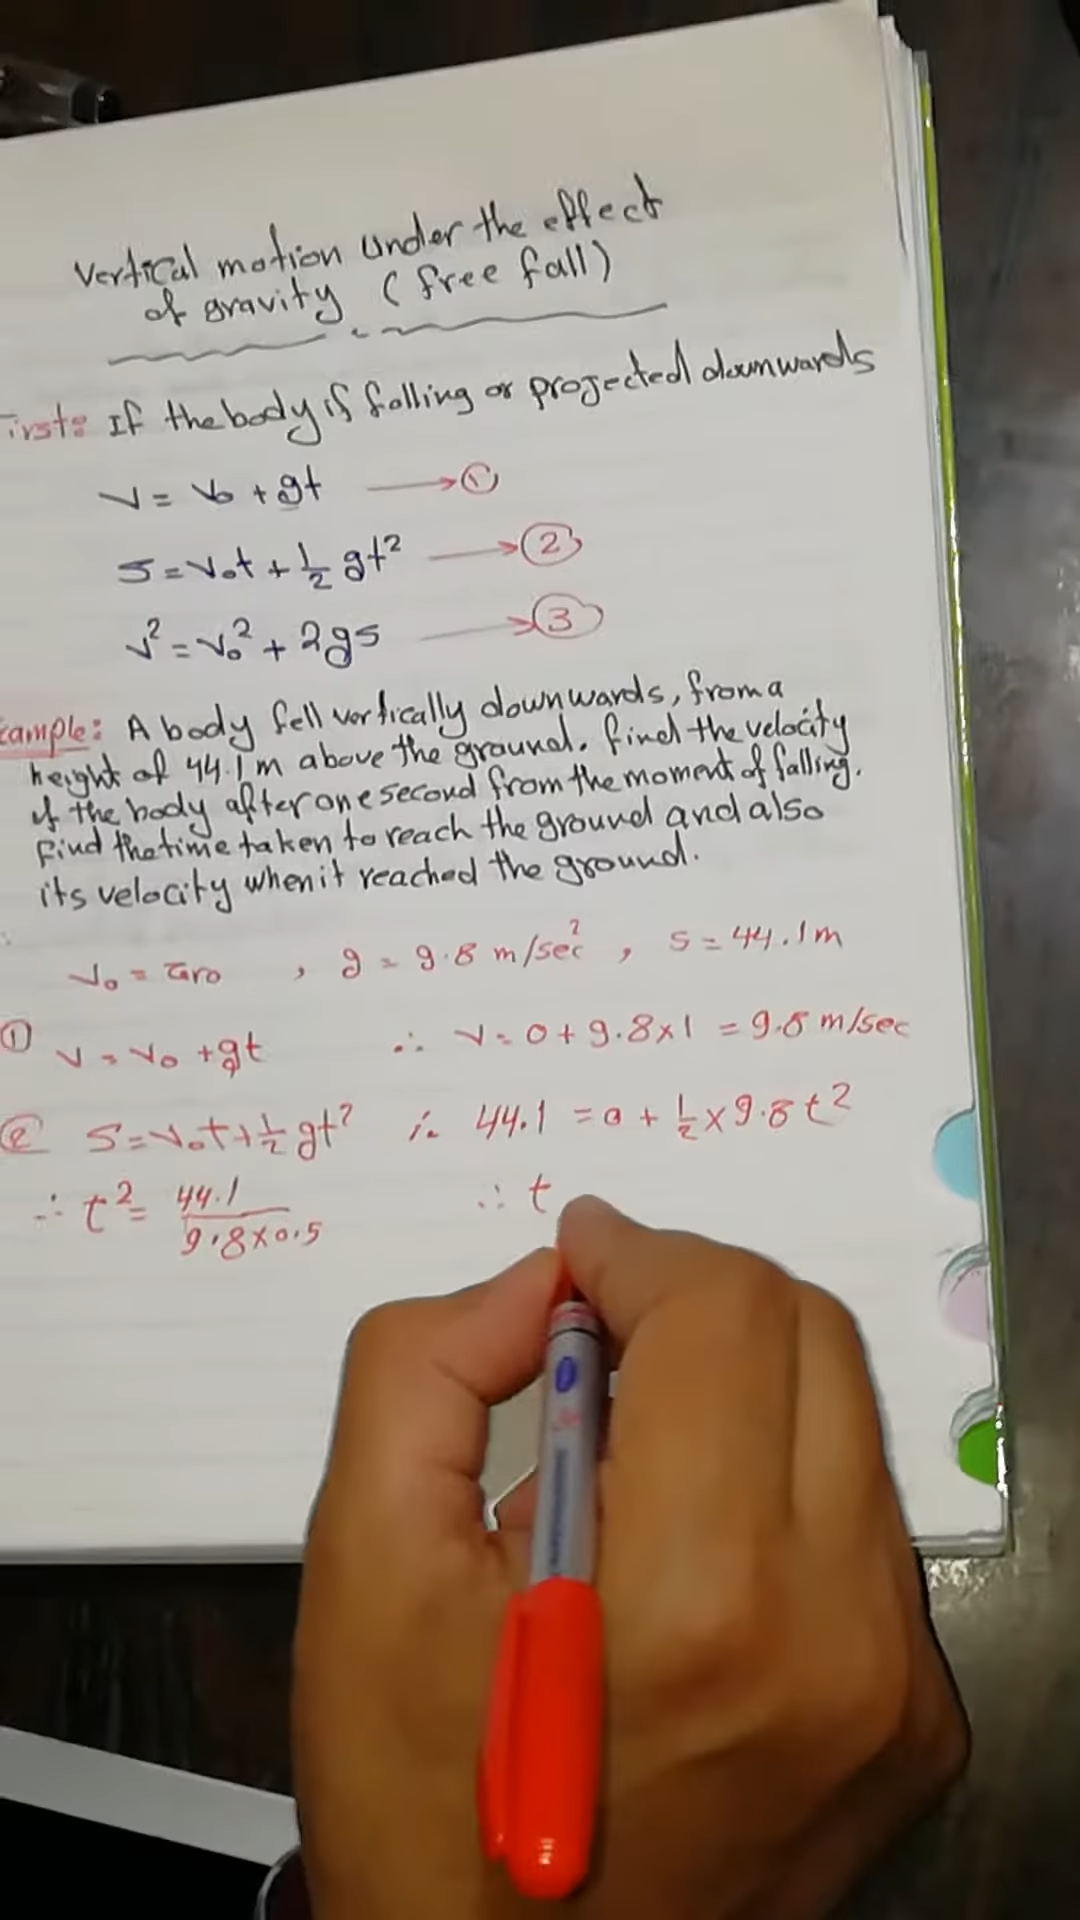 Vertical motion under the effect
of gravity (free fall)
irst: If the body is falling or projected downwards
V = V₀ + gt → ①
S = V₀t + 1/2 gt² → ②
V² = V₀² + 2gs → ③
xample: A body fell vertically downwards, from a
height of 44.1m above the ground. find the velocity
of the body after one second from the moment of falling.
Find the time taken to reach the ground and also
its velocity when it reached the ground.
V₀ = zero , g = 9.8 m/sec² , S = 44.1m
① V = V₀ + gt ∴ V = 0 + 9.8×1 = 9.8 m/sec
② S = V₀t + 1/2 gt² ∴ 44.1 = 0 + 1/2 × 9.8 t²
∴ t² = 44.1 / 9.8×0.5 ∴ t